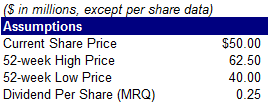 ($ in millions, except per share data)
Assumptions
Current Share Price $50.00
52-week High Price 62.50
52-week Low Price 40.00
Dividend Per Share (MRQ) 0.25